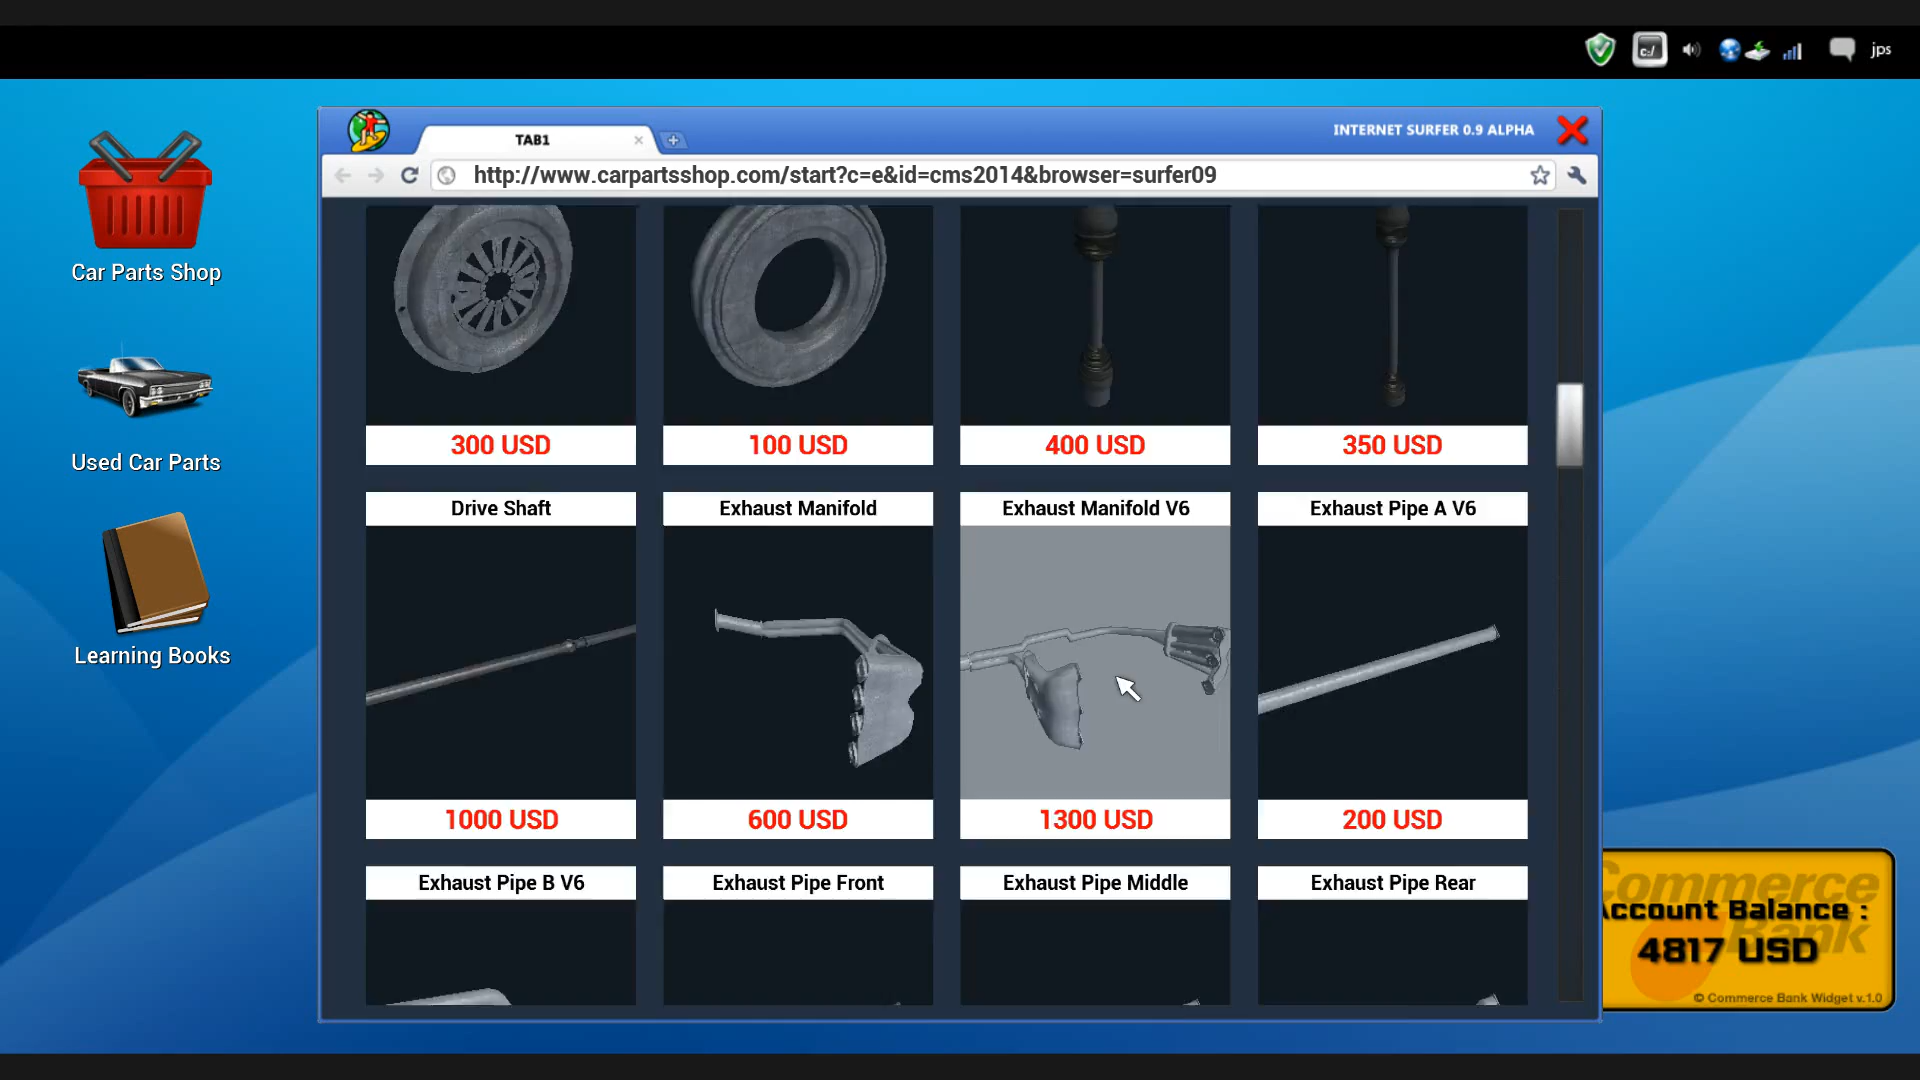 c:/
jps
TAB1
INTERNET SURFER 0.9 ALPHA
http://www.carpartsshop.com/start?c=e&id=cms2014&browser=surfer09
Car Parts Shop
Used Car Parts
Learning Books
300 USD
100 USD
400 USD
350 USD
Drive Shaft
Exhaust Manifold
Exhaust Manifold V6
Exhaust Pipe A V6
1000 USD
600 USD
1300 USD
200 USD
Exhaust Pipe B V6
Exhaust Pipe Front
Exhaust Pipe Middle
Exhaust Pipe Rear
Commerce
Bank
Account Balance :
4817 USD
© Commerce Bank Widget v.1.0